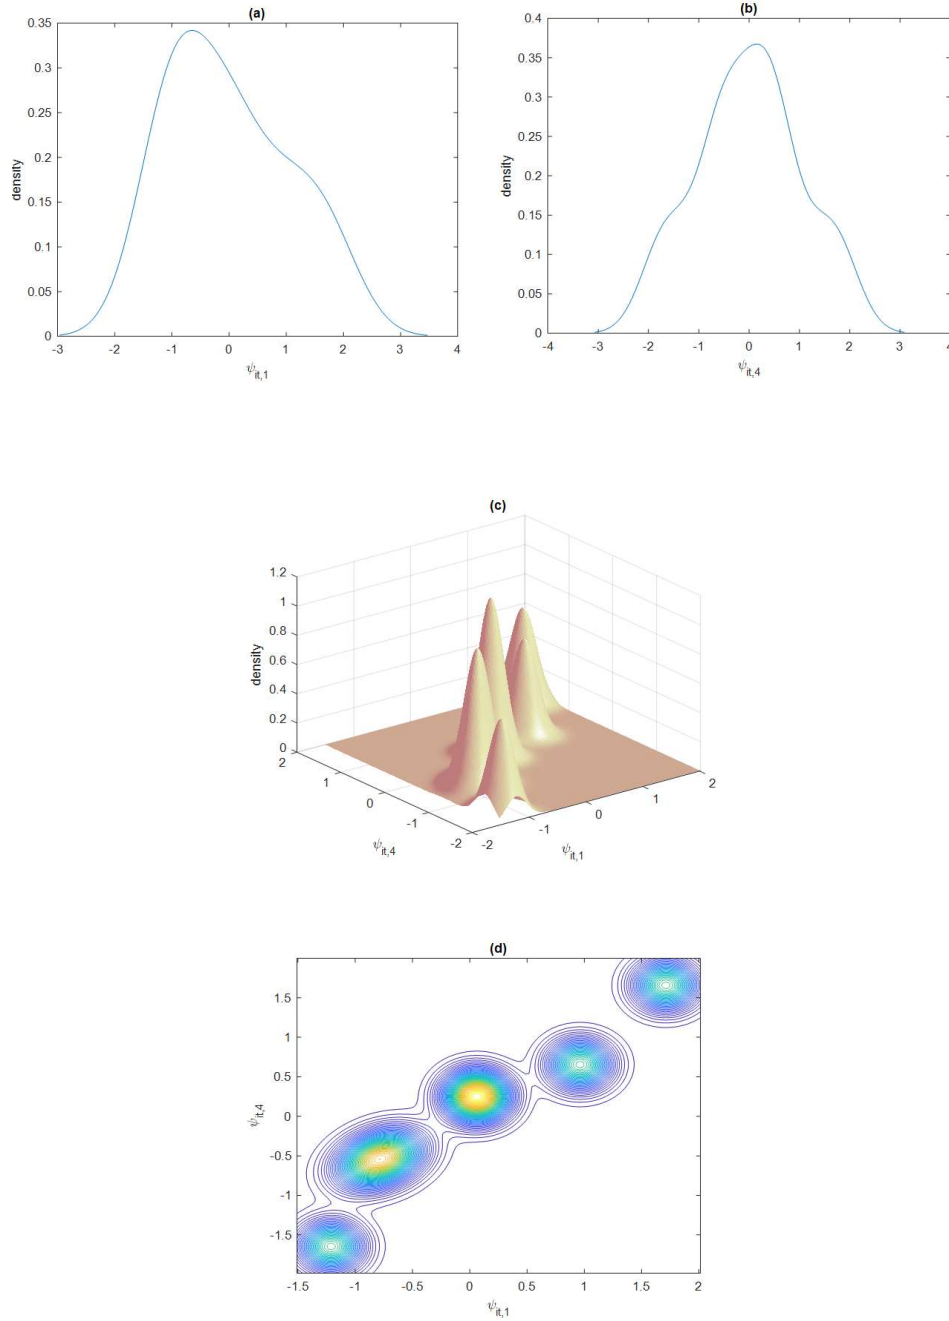 (a)
0.35
0.3
0.25
0.2
0.15
0.1
0.05
0
density
-3 -2 -1 0 1 2 3 4
ψit,1
(b)
0.4
0.35
0.3
0.25
0.2
0.15
0.1
0.05
0
density
-4 -3 -2 -1 0 1 2 3 4
ψit,4
(c)
1.2
1
0.8
0.6
0.4
0.2
0
density
2 1 0 -1 -2
ψit,4
-2 -1 0 1 2
ψit,1
(d)
1.5
1
0.5
0
-0.5
-1
-1.5
ψit,4
-1.5 -1 -0.5 0 0.5 1 1.5 2
ψit,1